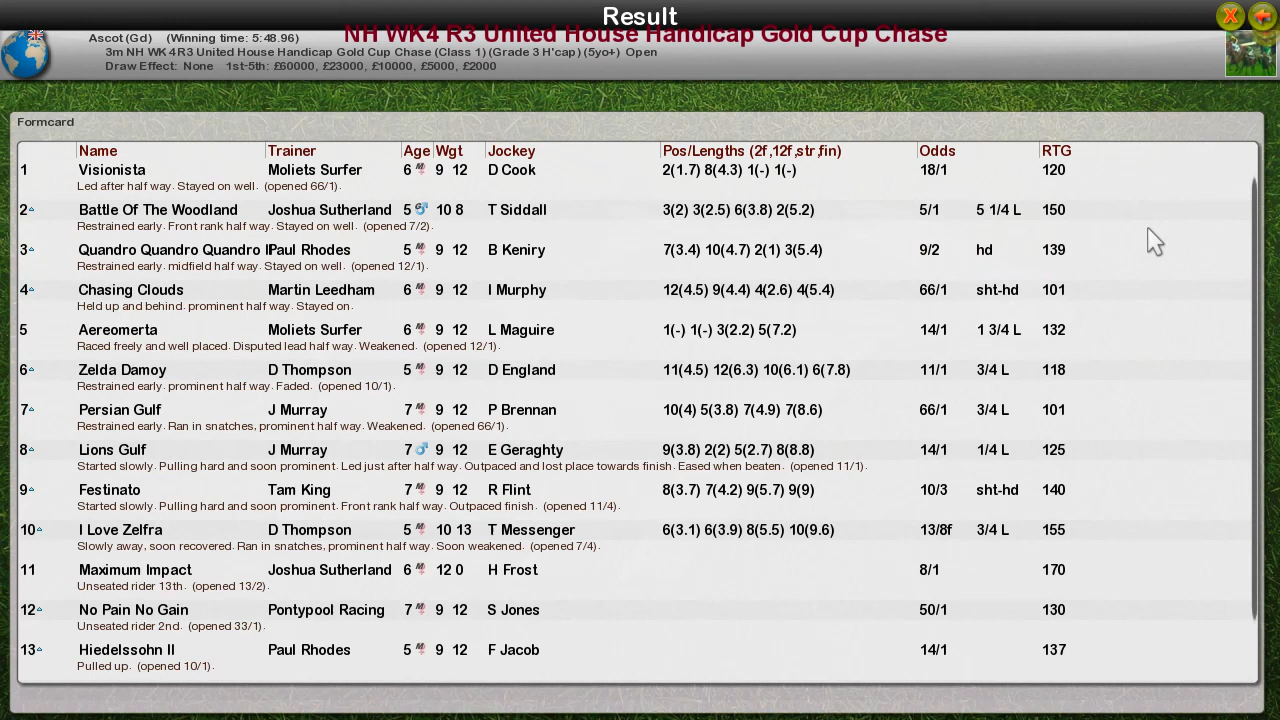 Result
NH WK4 R3 United House Handicap Gold Cup Chase
Ascot (Gd) (Winning time: 5:48.96)
3m NH WK4R3 United House Handicap Gold Cup Chase (Class 1) (Grade 3 H'cap) (5yo+) Open
Draw Effect: None 1st-5th: £60000, £23000, £10000, £5000, £2000
Formcard
Name Trainer Age Wgt Jockey Pos/Lengths (2f,12f,str,fin) Odds RTG
1 Visionista Moliets Surfer 6 M 9 12 D Cook 2(1.7) 8(4.3) 1(-) 1(-) 18/1 120
Led after half way. Stayed on well. (opened 66/1).
2 Battle Of The Woodland Joshua Sutherland 5 10 8 T Siddall 3(2) 3(2.5) 6(3.8) 2(5.2) 5/1 5 1/4 L 150
Restrained early. Front rank half way. Stayed on well. (opened 7/2).
3 Quandro Quandro Quandro II Paul Rhodes 5 M 9 12 B Keniry 7(3.4) 10(4.7) 2(1) 3(5.4) 9/2 hd 139
Restrained early. midfield half way. Stayed on well. (opened 12/1).
4 Chasing Clouds Martin Leedham 6 M 9 12 I Murphy 12(4.5) 9(4.4) 4(2.6) 4(5.4) 66/1 sht-hd 101
Held up and behind. prominent half way. Stayed on.
5 Aereomerta Moliets Surfer 6 M 9 12 L Maguire 1(-) 1(-) 3(2.2) 5(7.2) 14/1 1 3/4 L 132
Raced freely and well placed. Disputed lead half way. Weakened. (opened 12/1).
6 Zelda Damoy D Thompson 5 M 9 12 D England 11(4.5) 12(6.3) 10(6.1) 6(7.8) 11/1 3/4 L 118
Restrained early. prominent half way. Faded. (opened 10/1).
7 Persian Gulf J Murray 7 M 9 12 P Brennan 10(4) 5(3.8) 7(4.9) 7(8.6) 66/1 3/4 L 101
Restrained early. Ran in snatches, prominent half way. Weakened. (opened 66/1).
8 Lions Gulf J Murray 7 9 12 E Geraghty 9(3.8) 2(2) 5(2.7) 8(8.8) 14/1 1/4 L 125
Started slowly. Pulling hard and soon prominent. Led just after half way. Outpaced and lost place towards finish. Eased when beaten. (opened 11/1).
9 Festinato Tam King 7 M 9 12 R Flint 8(3.7) 7(4.2) 9(5.7) 9(9) 10/3 sht-hd 140
Started slowly. Pulling hard and soon prominent. Front rank half way. Outpaced finish. (opened 11/4).
10 I Love Zelfra D Thompson 5 M 10 13 T Messenger 6(3.1) 6(3.9) 8(5.5) 10(9.6) 13/8f 3/4 L 155
Slowly away, soon recovered. Ran in snatches, prominent half way. Soon weakened. (opened 7/4).
11 Maximum Impact Joshua Sutherland 6 M 12 0 H Frost 8/1 170
Unseated rider 13th. (opened 13/2).
12 No Pain No Gain Pontypool Racing 7 M 9 12 S Jones 50/1 130
Unseated rider 2nd. (opened 33/1).
13 Hiedelssohn II Paul Rhodes 5 M 9 12 F Jacob 14/1 137
Pulled up. (opened 10/1).